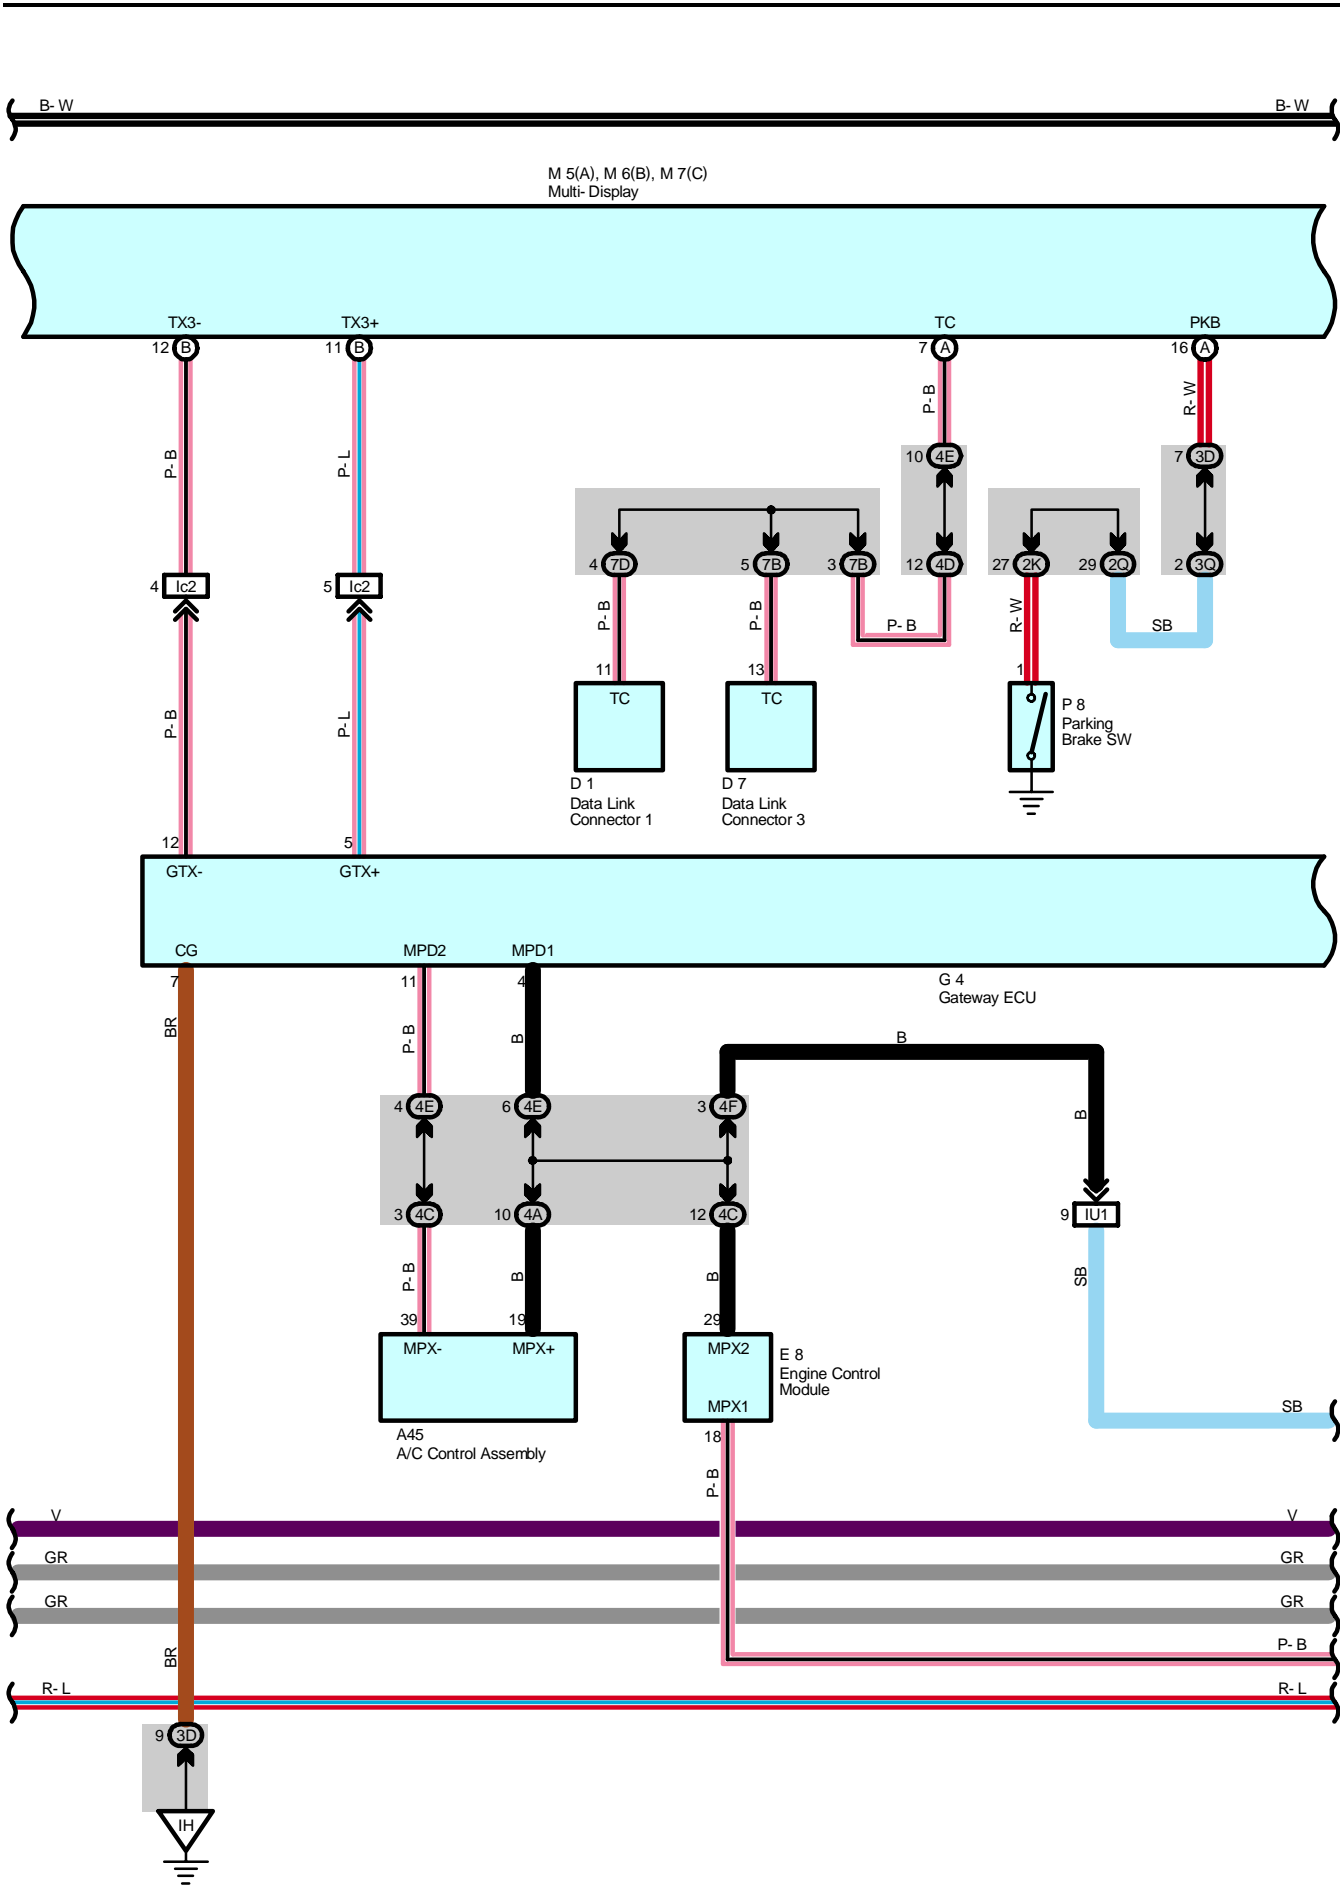 B- W B- W
M 5(A), M 6(B), M 7(C)
Multi- Display
TX3- TX3+ TC PKB
12 B 11 B 7 A 16 A
P- B R- W
P- B P- L
10 4E 7 3D
4 7D 5 7B 3 7B 12 4D 27 2K 29 2Q 2 3Q
4 Ic2 5 Ic2
P- B P- B P- B R- W SB
11 13 1
TC TC
P- B P- L
P 8
Parking
Brake SW
D 1
Data Link
Connector 1
D 7
Data Link
Connector 3
12 5
GTX- GTX+
CG MPD2 MPD1
7 11 4
G 4
Gateway ECU
BR P- B B B
4 4E 6 4E 3 4F
B
3 4C 10 4A 12 4C 9 IU1
P- B B B SB
39 19 29
MPX- MPX+ MPX2
E 8
Engine Control
Module
MPX1
SB
A45
A/C Control Assembly
18
P- B
V V
GR GR
GR GR
BR P- B
R- L R- L
9 3D
IH